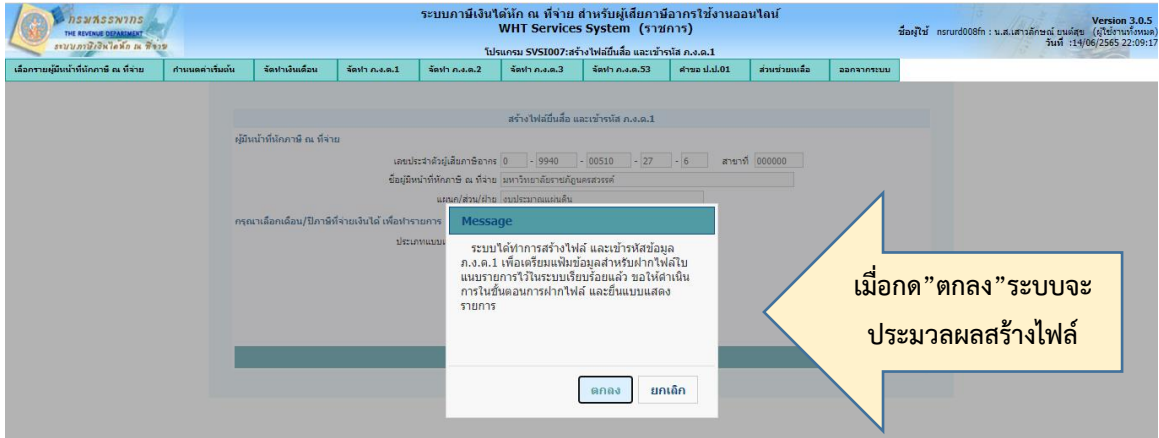 กรมสรรพากร
THE REVENUE DEPARTMENT
ระบบภาษีเงินได้หัก ณ ที่จ่าย
ระบบภาษีเงินได้หัก ณ ที่จ่าย สำหรับผู้เสียภาษีอากรใช้งานออนไลน์
WHT Services System (ราชการ)
โปรแกรม SVSI007:สร้างไฟล์ยื่นสื่อ และเข้ารหัส ภ.ง.ด.1
Version 3.0.5
ชื่อผู้ใช้ nsrurd008fn : น.ส.เสาวลักษณ์ ยนต์สุข (ผู้ใช้งานทั้งหมด)
วันที่ :14/06/2565 22:09:17
เลือกรายผู้มีหน้าที่หักภาษี ณ ที่จ่าย กำหนดค่าเริ่มต้น จัดทำเงินเดือน จัดทำ ภ.ง.ด.1 จัดทำ ภ.ง.ด.2 จัดทำ ภ.ง.ด.3 จัดทำ ภ.ง.ด.53 คำขอ ป.ป.01 ส่วนช่วยเหลือ ออกจากระบบ
สร้างไฟล์ยื่นสื่อ และเข้ารหัส ภ.ง.ด.1
ผู้มีหน้าที่หักภาษี ณ ที่จ่าย
เลขประจำตัวผู้เสียภาษีอากร 0 - 9940 - 00510 - 27 - 6 สาขาที่ 000000
ชื่อผู้มีหน้าที่หักภาษี ณ ที่จ่าย มหาวิทยาลัยราชภัฏนครสวรรค์
แผนก/ส่วน/ฝ่าย งบประมาณแผ่นดิน
กรุณาเลือกเดือน/ปีภาษีที่จ่ายเงินได้ เพื่อทำรายการ
Message
ระบบได้ทำการสร้างไฟล์ และเข้ารหัสข้อมูล
ภ.ง.ด.1 เพื่อเตรียมแฟ้มข้อมูลสำหรับฝากไฟล์ใบ
แนบรายการไว้ในระบบเรียบร้อยแล้ว ขอให้ดำเนิน
การในขั้นตอนการฝากไฟล์ และยื่นแบบแสดง
รายการ
ตกลง ยกเลิก
เมื่อกด”ตกลง”ระบบจะ
ประมวลผลสร้างไฟล์